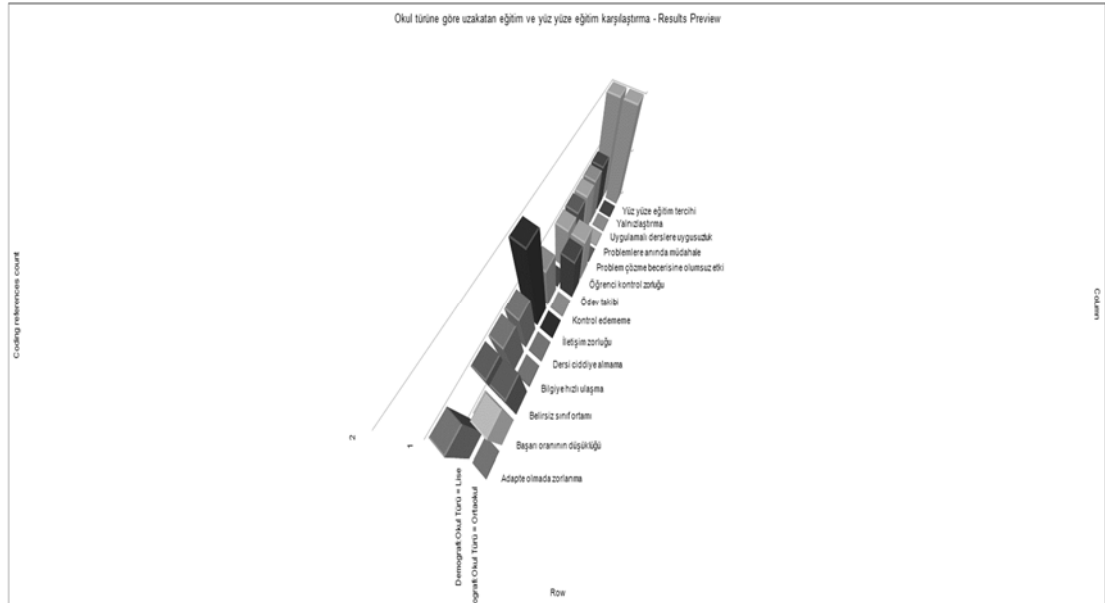 Okul türüne göre uzakatan eğitim ve yüz yüze eğitim karşılaştırma - Results Preview
Coding references count
Column
Yüz yüze eğitim tercihi
Yalnızlaştırma
Uygulamalı derslere uygusuzluk
Problemlere anında müdahale
Problem çözme becerisine olumsuz etki
Öğrenci kontrol zorluğu
Ödev takibi
Kontrol edememe
İletişim zorluğu
Dersi ciddiye almama
Bilgiye hızlı ulaşma
Belirsiz sınıf ortamı
Başarı oranının düşüklüğü
Adapte olmada zorlanma
2
1
Demografi:Okul Türü = Lise
ografi:Okul Türü = Ortaokul
Row